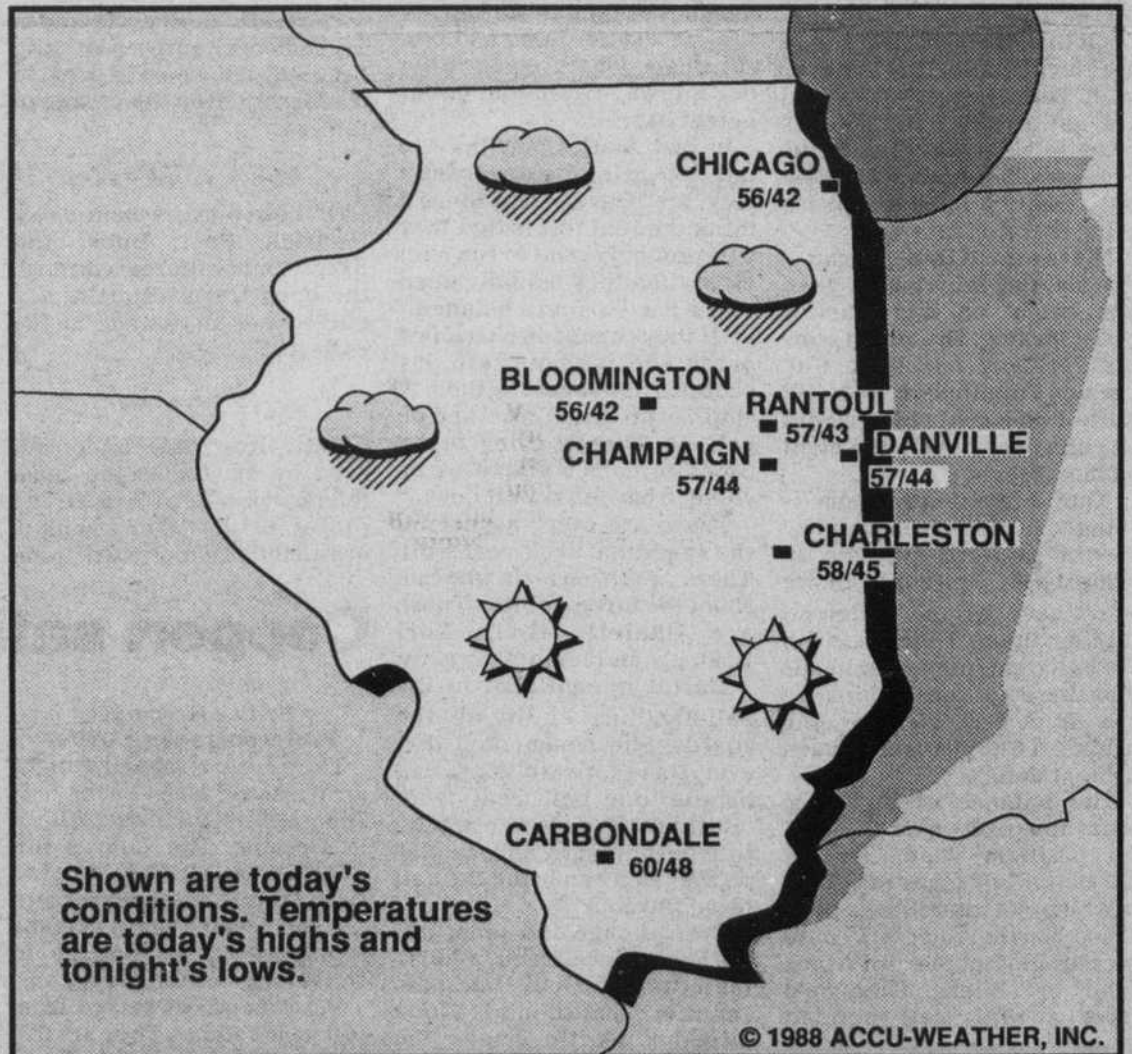 CHICAGO
56/42
BLOOMINGTON
56/42
RANTOUL
57/43
DANVILLE
57/44
CHAMPAIGN
57/44
CHARLESTON
58/45
CARBONDALE
60/48
Shown are today's
conditions. Temperatures
are today's highs and
tonight's lows.
© 1988 ACCU-WEATHER, INC.